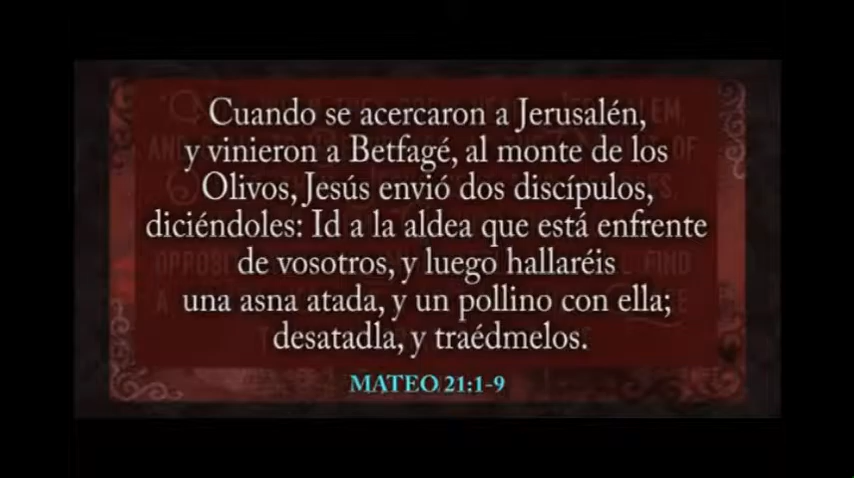 Cuando se acercaron a Jerusalén,
y vinieron a Betfagé, al monte de los
Olivos, Jesús envió dos discípulos,
diciéndoles: Id a la aldea que está enfrente
de vosotros, y luego hallaréis
una asna atada, y un pollino con ella;
desatadla, y traédmelos.
MATEO 21:1-9